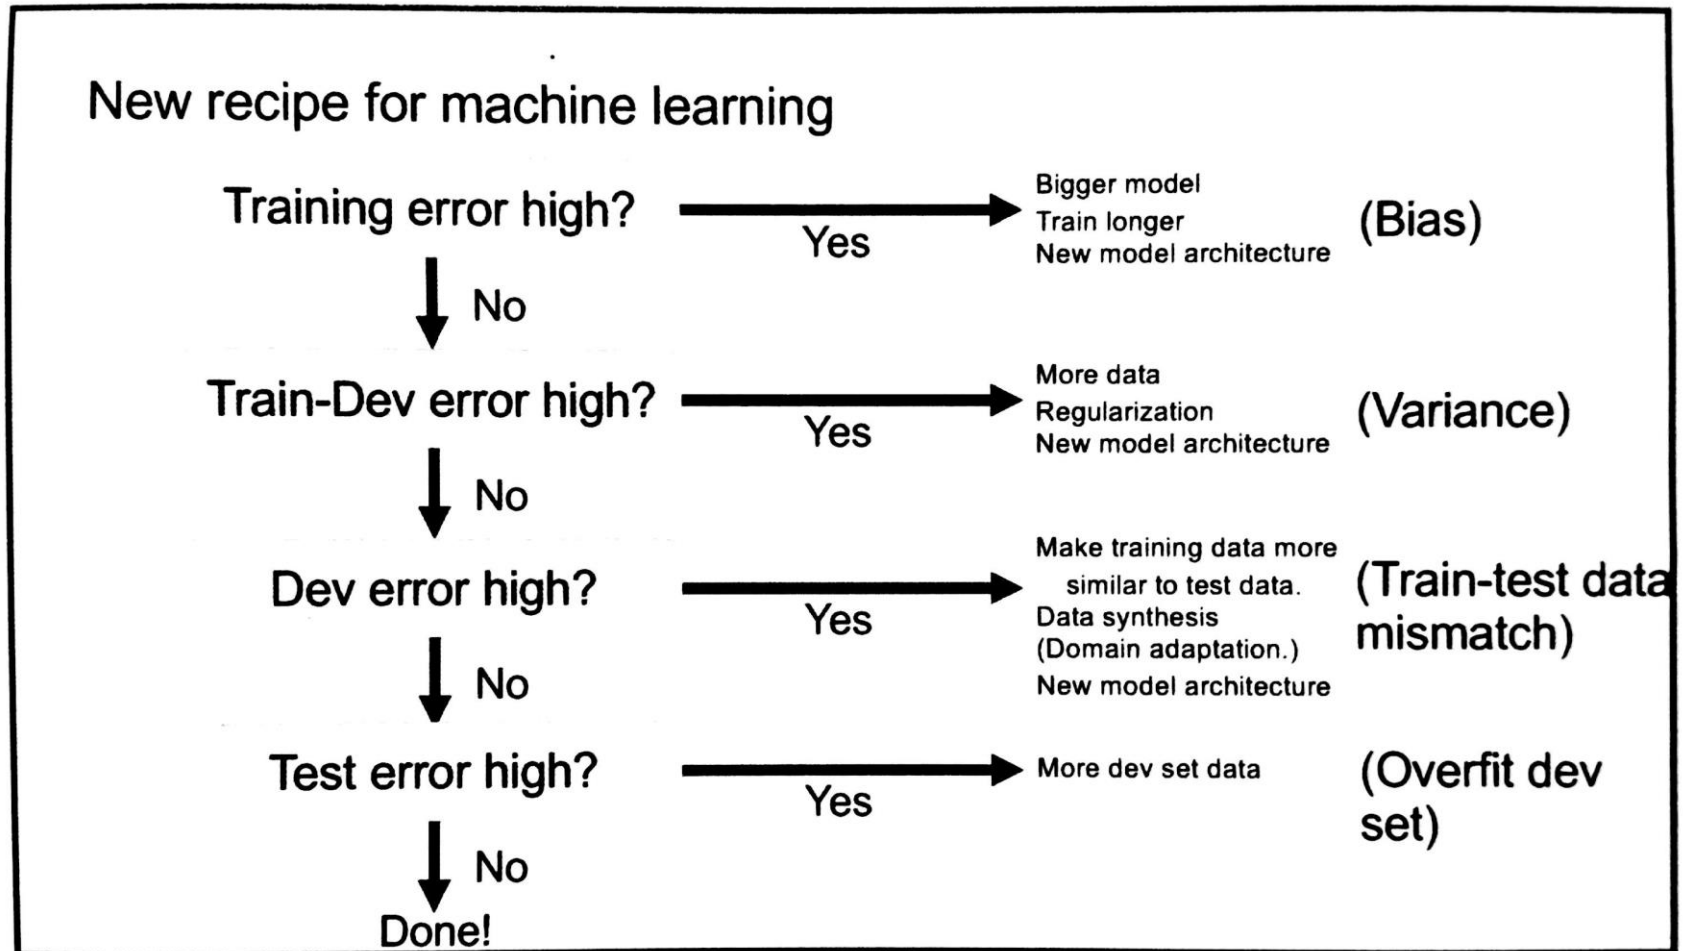 New recipe for machine learning
Training error high?
Yes
Bigger model
Train longer
New model architecture
(Bias)
No
Train-Dev error high?
Yes
More data
Regularization
New model architecture
(Variance)
No
Dev error high?
Yes
Make training data more
similar to test data.
Data synthesis
(Domain adaptation.)
New model architecture
(Train-test data
mismatch)
No
Test error high?
Yes
More dev set data
(Overfit dev
set)
No
Done!